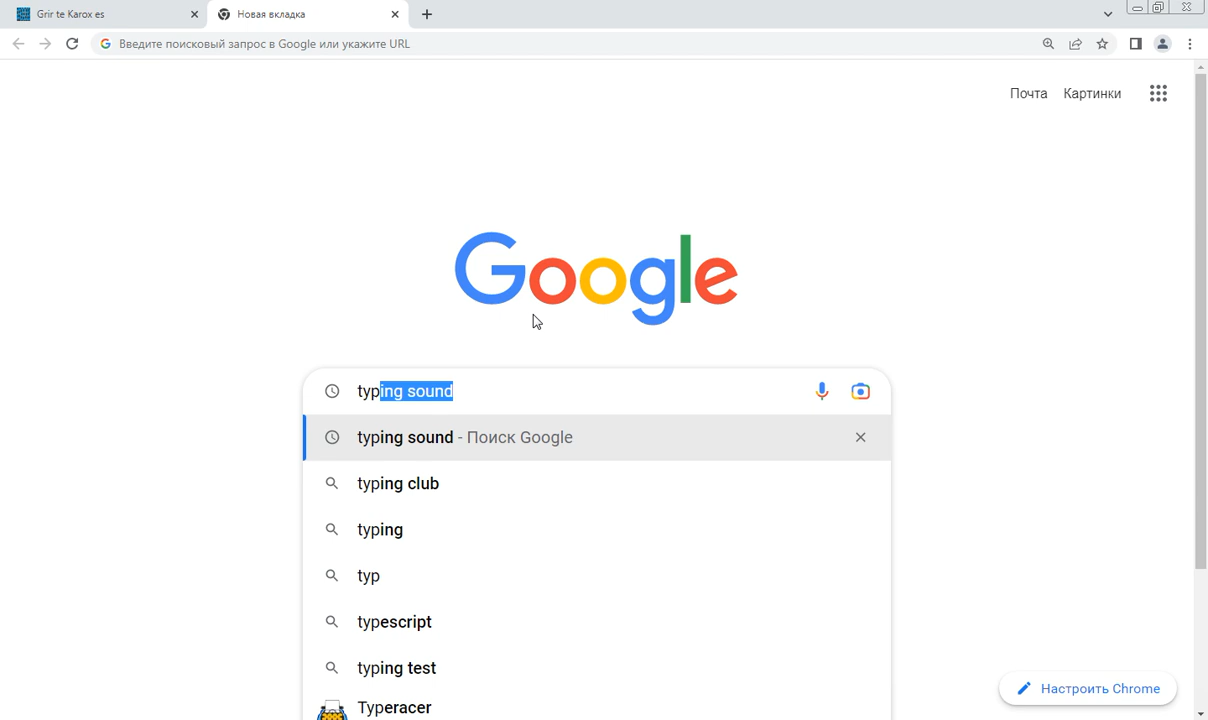 Grir te Karox es
Новая вкладка
Введите поисковый запрос в Google или укажите URL
Почта Картинки
Google
typing sound
typing sound - Поиск Google
typing club
typing
typ
typescript
typing test
Typeracer
Настроить Chrome